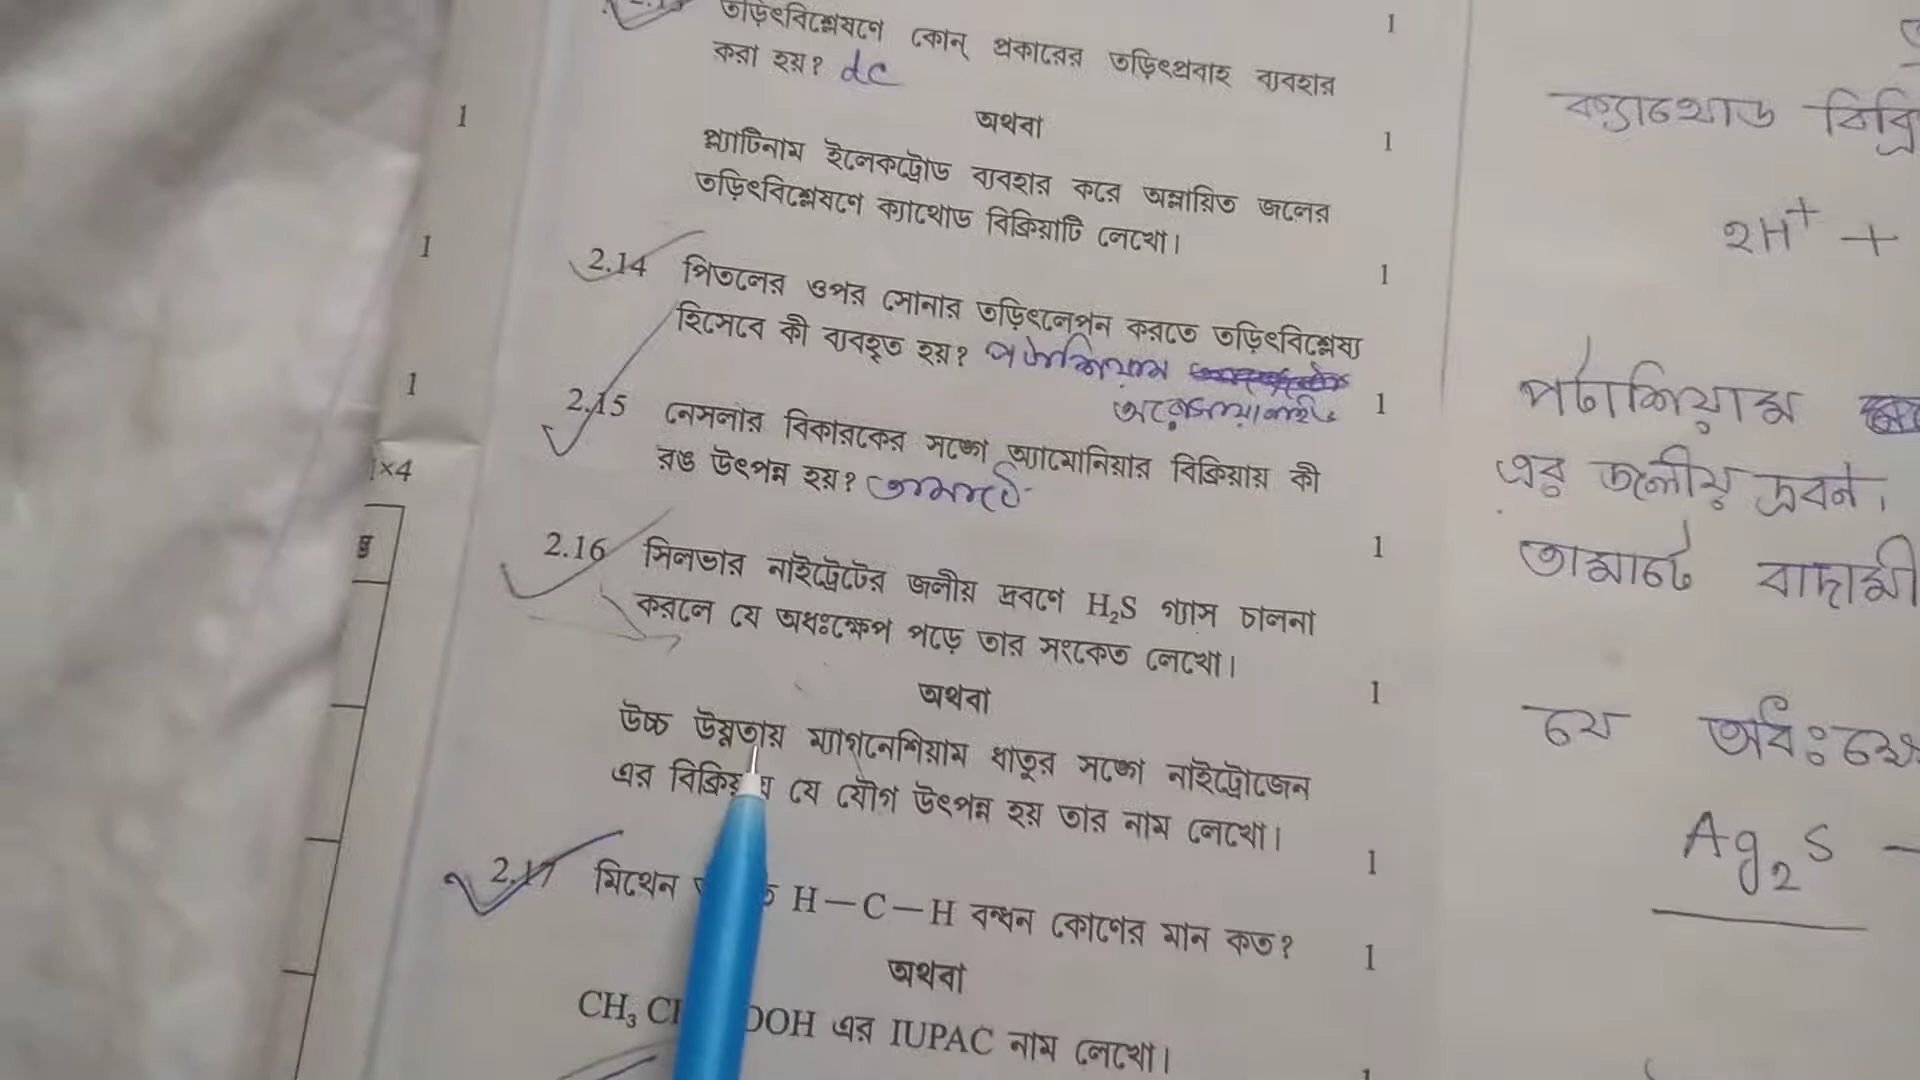 তড়িৎবিশ্লেষণে কোন্ প্রকারের তড়িৎপ্রবাহ ব্যবহার 1
করা হয়? dc
অথবা
1
প্ল্যাটিনাম ইলেকট্রোড ব্যবহার করে অম্লায়িত জলের 1
তড়িৎবিশ্লেষণে ক্যাথোড বিক্রিয়াটি লেখো।
1
2.14 পিতলের ওপর সোনার তড়িৎলেপন করতে তড়িৎবিশ্লেষ্য 1
হিসেবে কী ব্যবহৃত হয়? পটাশিয়াম
1
2.15 নেসলার বিকারকের সঙ্গে অ্যামোনিয়ার বিক্রিয়ায় কী 1
রঙ উৎপন্ন হয়? তামাটে
1×4
2.16 সিলভার নাইট্রেটের জলীয় দ্রবণে H₂S গ্যাস চালনা 1
করলে যে অধঃক্ষেপ পড়ে তার সংকেত লেখো।
অথবা
উচ্চ উষ্ণতায় ম্যাগনেশিয়াম ধাতুর সঙ্গে নাইট্রোজেন 1
এর বিক্রিয়ায় যে যৌগ উৎপন্ন হয় তার নাম লেখো।
2.17 মিথেন H—C—H বন্ধন কোণের মান কত? 1
অথবা
CH₃ OOH এর IUPAC নাম লেখো। 1
ক্যাথোড
2H⁺ +
পটাশিয়াম
এর জলীয় দ্রবন।
তামাটে বাদামী
যে
Ag₂S